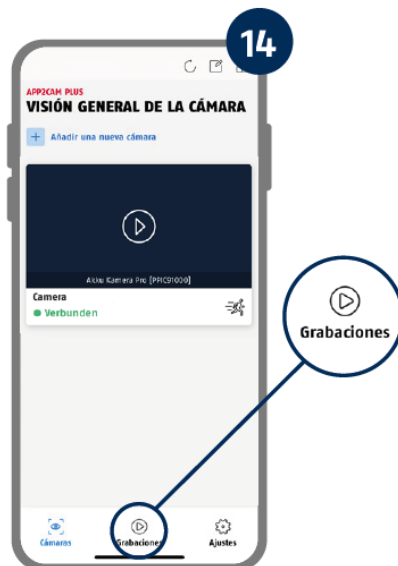 14
APP2CAM PLUS
VISIÓN GENERAL DE LA CÁMARA
+ Añadir una nueva cámara
Akku Kamera Pro [PPIC91000]
Camera
Verbunden
Grabaciones
Cámaras
Grabaciones
Ajustes